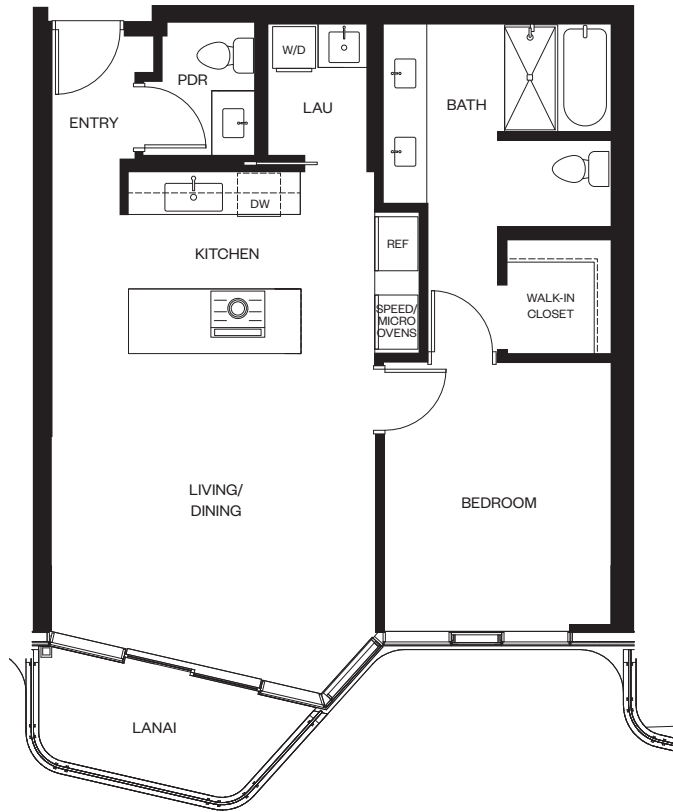 W/D
PDR
BATH
ENTRY
LAU
DW
REF
KITCHEN
WALK-IN
CLOSET
SPEED/
MICRO
OVENS
LIVING/
DINING
BEDROOM
LANAI